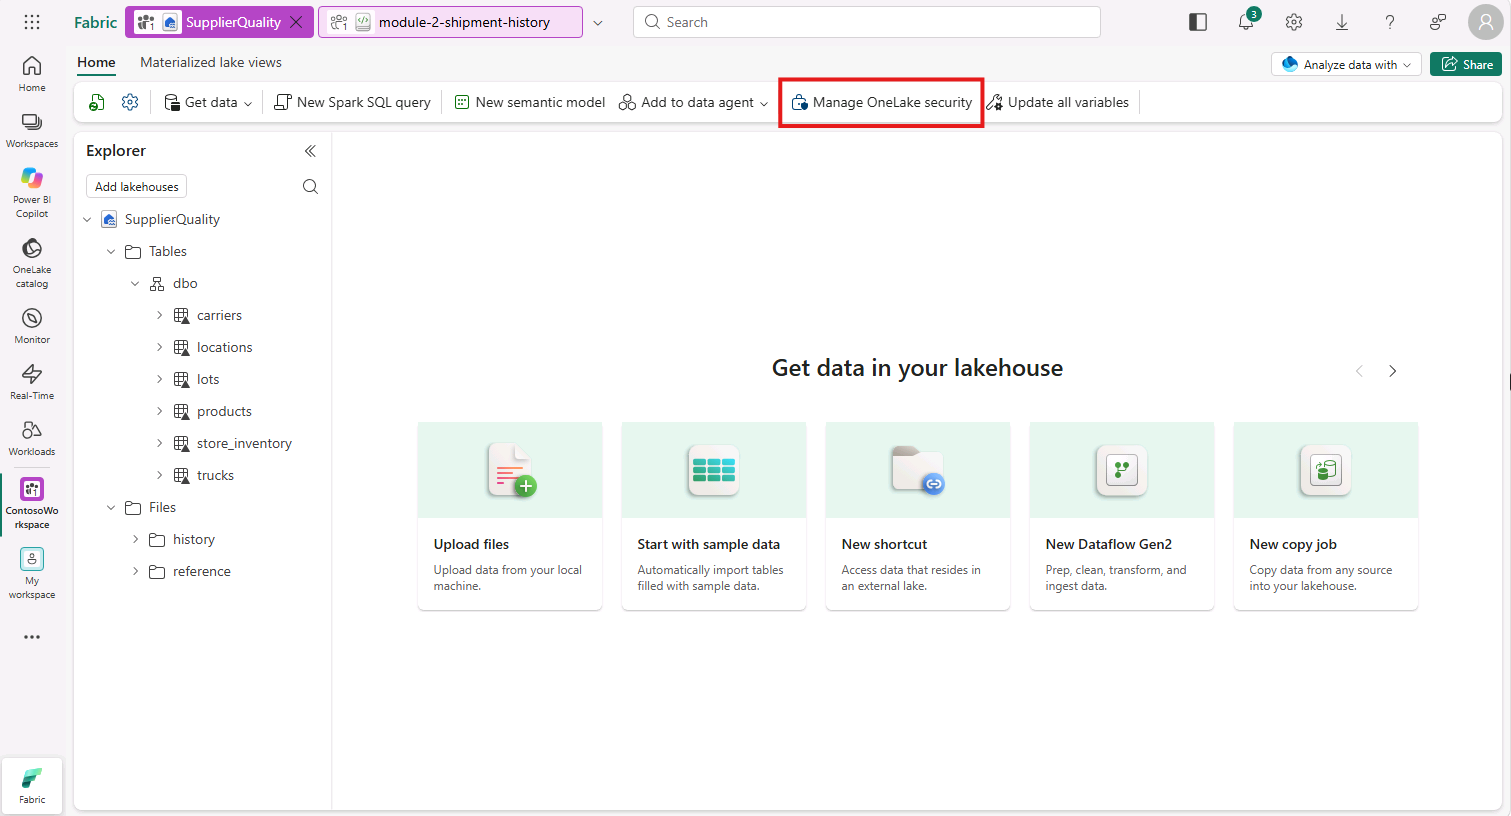 Fabric
SupplierQuality
module-2-shipment-history
Search
3
Home
Materialized lake views
Analyze data with
Share
Get data
New Spark SQL query
New semantic model
Add to data agent
Manage OneLake security
Update all variables
Home
Workspaces
Power BI
Copilot
OneLake
catalog
Monitor
Real-Time
Workloads
ContosoWo
rkspace
My
workspace
Fabric
Explorer
Add lakehouses
SupplierQuality
Tables
dbo
carriers
locations
lots
products
store_inventory
trucks
Files
history
reference
Get data in your lakehouse
Upload files
Upload data from your local
machine.
Start with sample data
Automatically import tables
filled with sample data.
New shortcut
Access data that resides in
an external lake.
New Dataflow Gen2
Prep, clean, transform, and
ingest data.
New copy job
Copy data from any source
into your lakehouse.